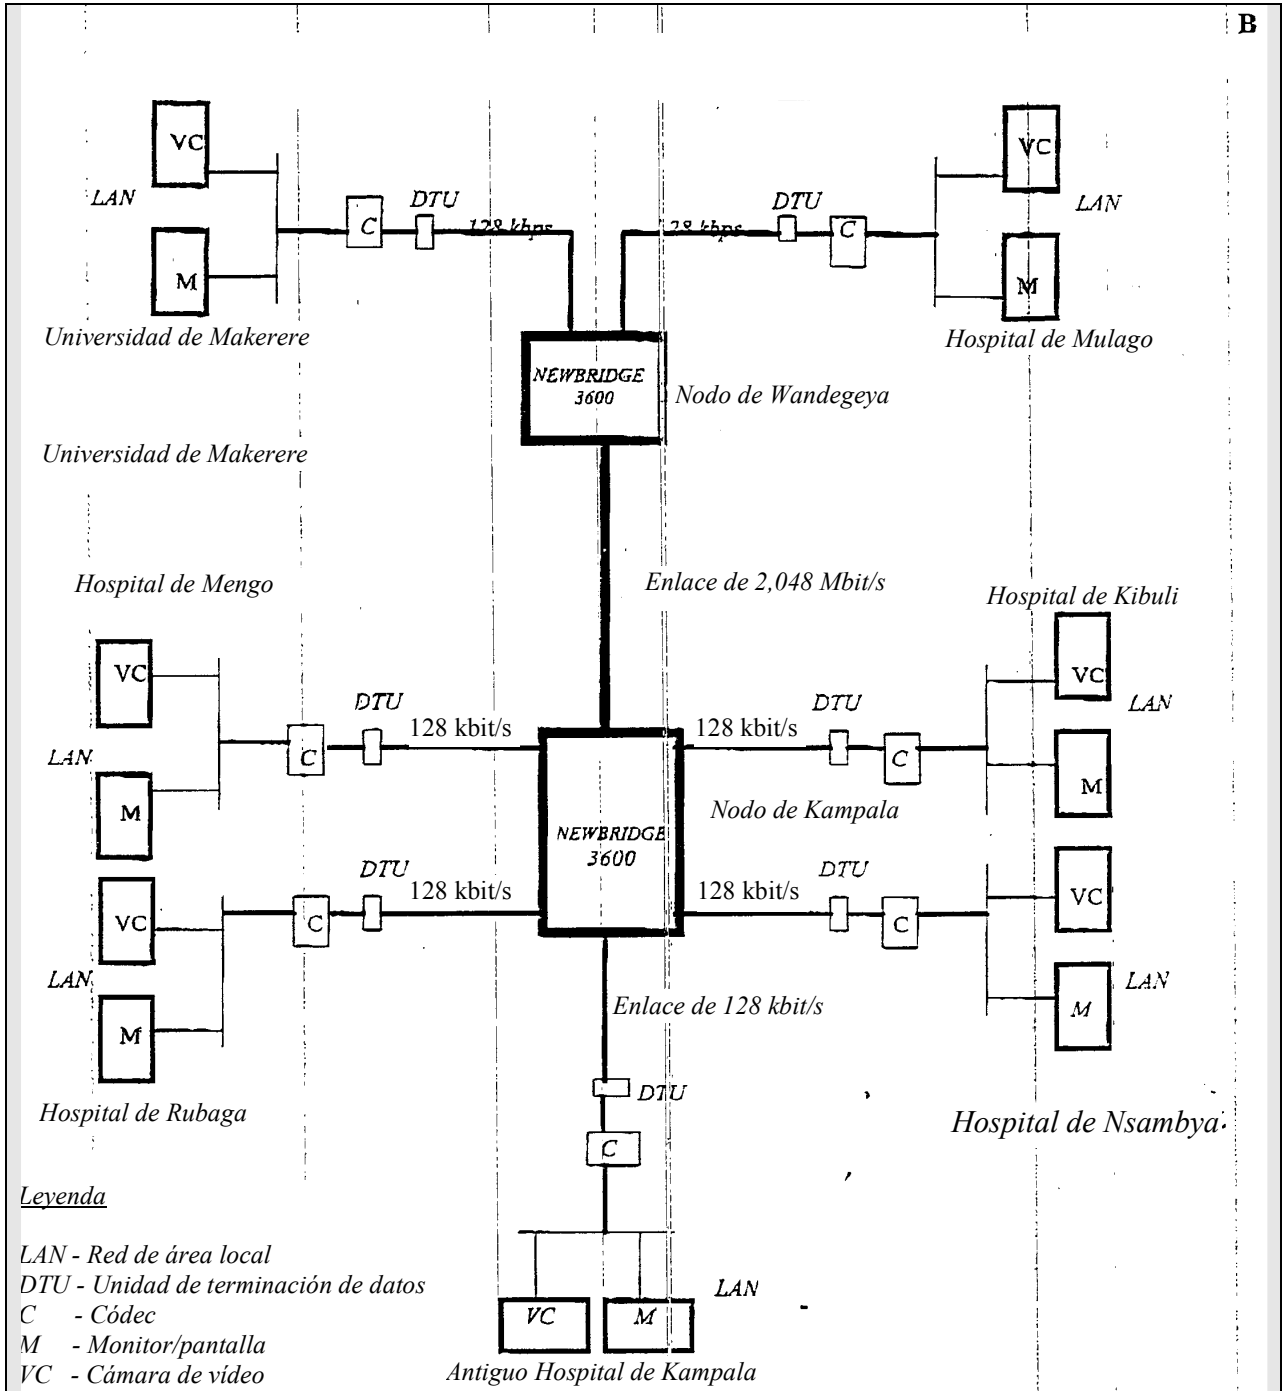 B
VC
VC
LAN
DTU
DTU
LAN
C
128 kbps
28 kbps
C
M
M
Universidad de Makerere
Hospital de Mulago
NEWBRIDGE
3600
Nodo de Wandegeya
Universidad de Makerere
Hospital de Mengo
Enlace de 2,048 Mbit/s
Hospital de Kibuli
VC
VC
DTU
128 kbit/s
128 kbit/s
DTU
LAN
LAN
C
C
M
M
Nodo de Kampala
NEWBRIDGE
3600
DTU
128 kbit/s
128 kbit/s
DTU
VC
VC
C
C
LAN
LAN
M
M
Enlace de 128 kbit/s
DTU
Hospital de Rubaga
Hospital de Nsambya
C
Leyenda
LAN - Red de área local
DTU - Unidad de terminación de datos
C - Códec
M - Monitor/pantalla
VC - Cámara de vídeo
LAN
VC
M
Antiguo Hospital de Kampala